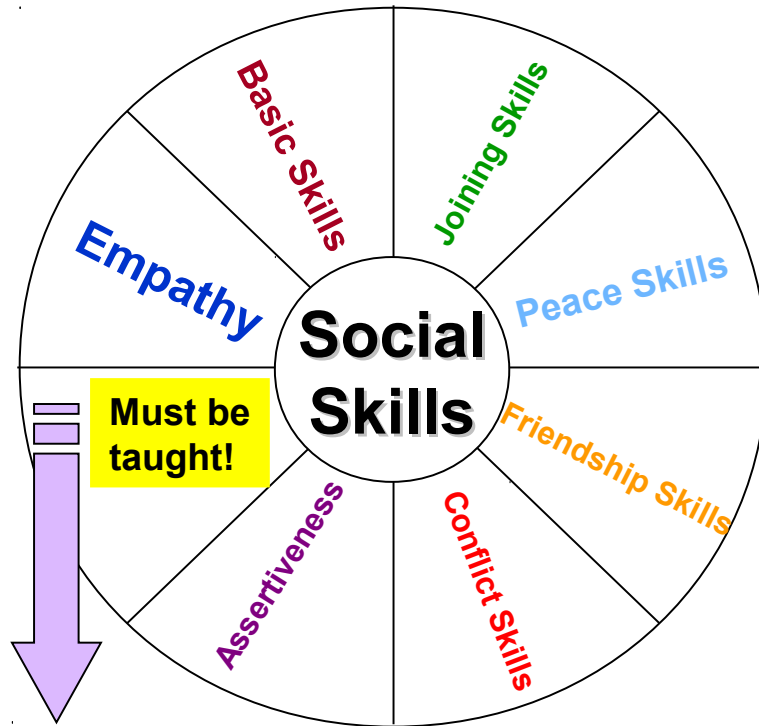 Basic Skills
Joining Skills
Empathy
Peace Skills
Social
Skills
Must be
taught!
Friendship Skills
Assertiveness
Conflict Skills